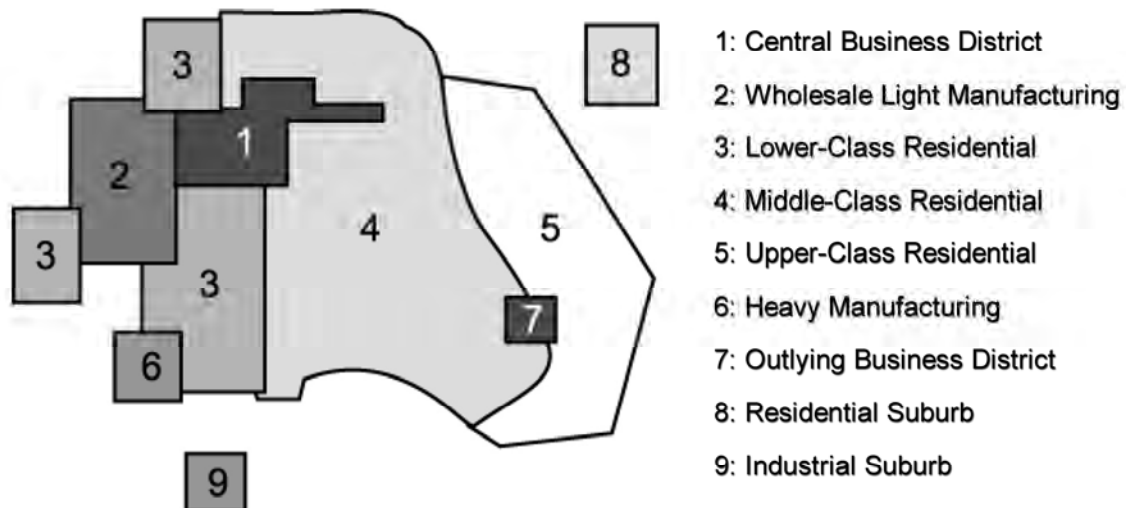 3
8
1
2
4
5
3
3
7
6
9
1: Central Business District
2: Wholesale Light Manufacturing
3: Lower-Class Residential
4: Middle-Class Residential
5: Upper-Class Residential
6: Heavy Manufacturing
7: Outlying Business District
8: Residential Suburb
9: Industrial Suburb